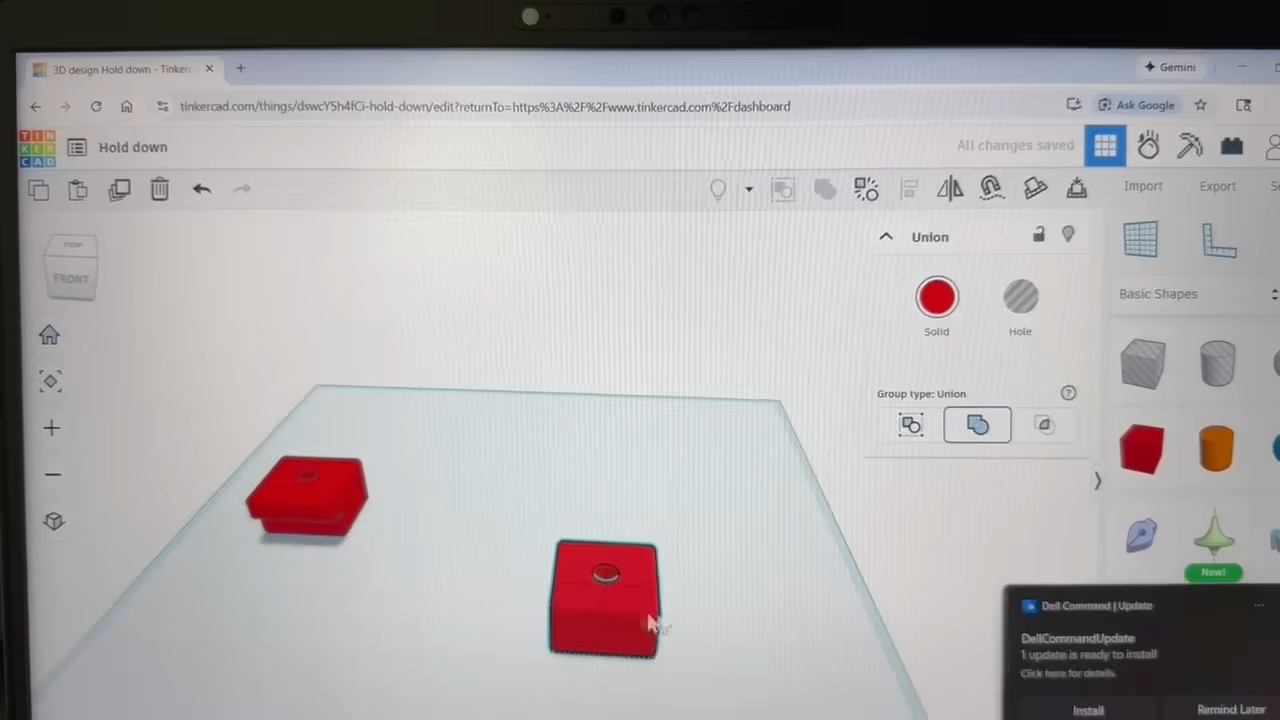 3D design Hold down - Tinkerc
Gemini
tinkercad.com/things/dswcY5h4fCi-hold-down/edit?returnTo=https%3A%2F%2Fwww.tinkercad.com%2Fdashboard
Ask Google
TIN
KER
CAD
Hold down
All changes saved
Import
Export
Union
TOP
FRONT
Solid
Hole
Basic Shapes
Group type: Union
New!
Dell Command | Update
DellCommandUpdate
1 update is ready to install
Click here for details.
Install
Remind Later